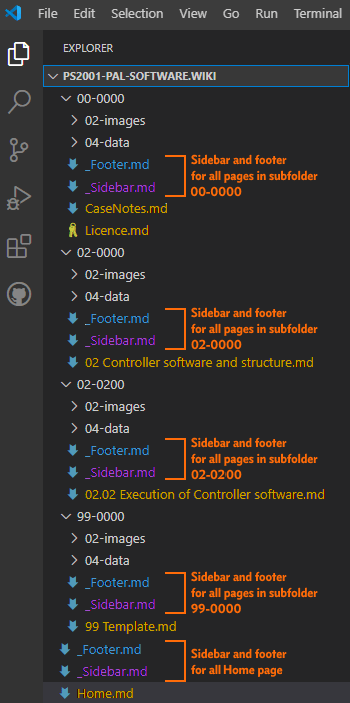 File Edit Selection View Go Run Terminal
EXPLORER
PS2001-PAL-SOFTWARE.WIKI
00-0000
02-images
04-data
_Footer.md
_Sidebar.md
Sidebar and footer
for all pages in subfolder
00-0000
CaseNotes.md
Licence.md
02-0000
02-images
04-data
_Footer.md
_Sidebar.md
Sidebar and footer
for all pages in subfolder
02-0000
02 Controller software and structure.md
02-0200
02-images
04-data
_Footer.md
_Sidebar.md
Sidebar and footer
for all pages in subfolder
02-0200
02.02 Execution of Controller software.md
99-0000
02-images
04-data
_Footer.md
_Sidebar.md
Sidebar and footer
for all pages in subfolder
99-0000
99 Template.md
_Footer.md
_Sidebar.md
Sidebar and footer
for all Home page
Home.md